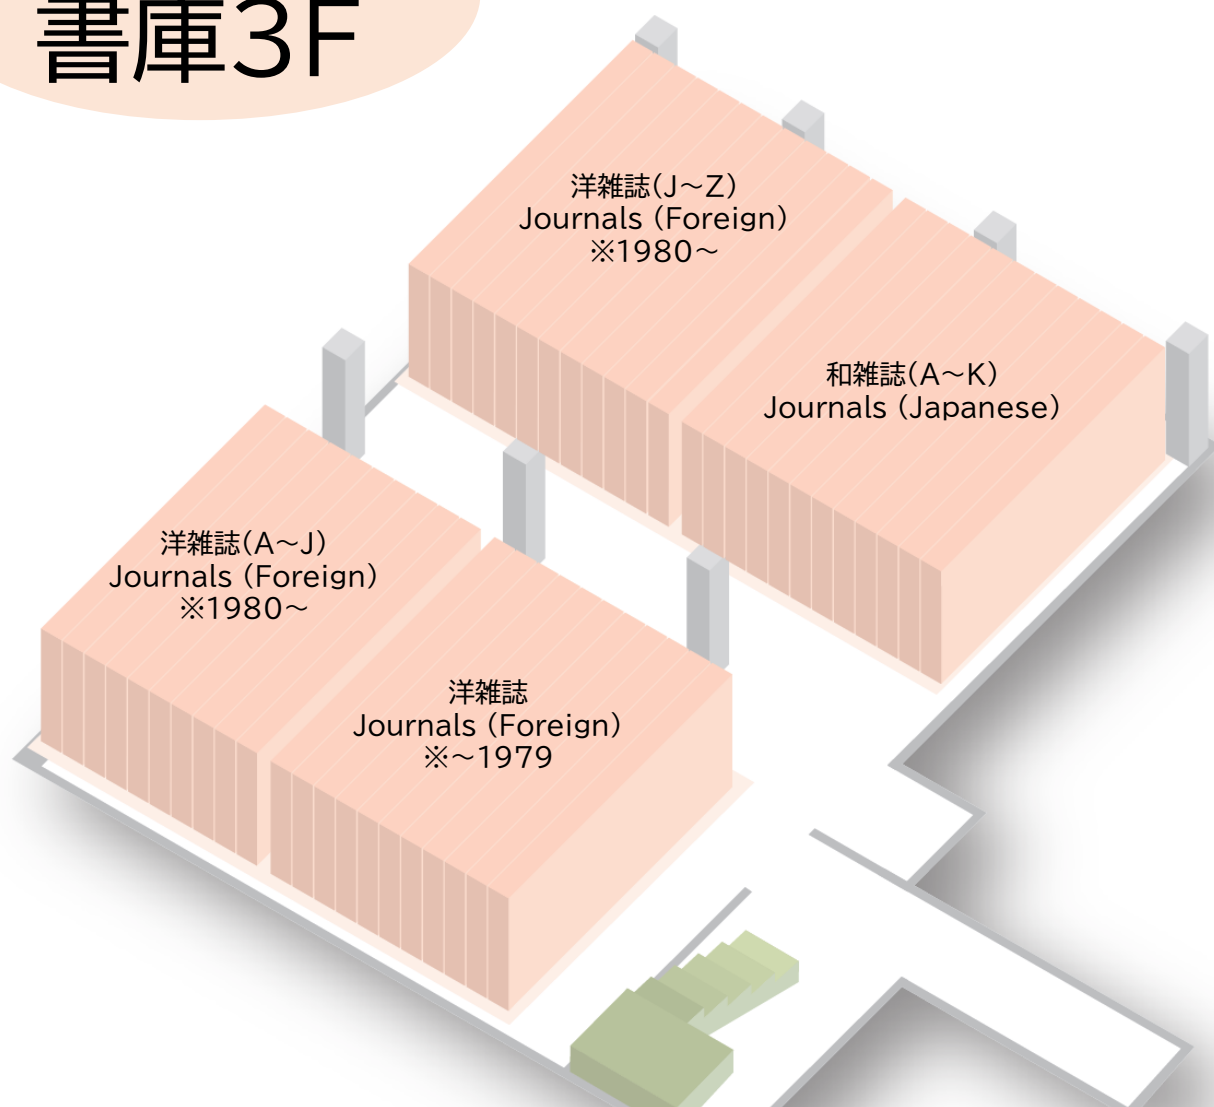 書庫3F
洋雑誌(J～Z)
Journals (Foreign)
※1980～
和雑誌(A～K)
Journals (Japanese)
洋雑誌(A～J)
Journals (Foreign)
※1980～
洋雑誌
Journals (Foreign)
※～1979